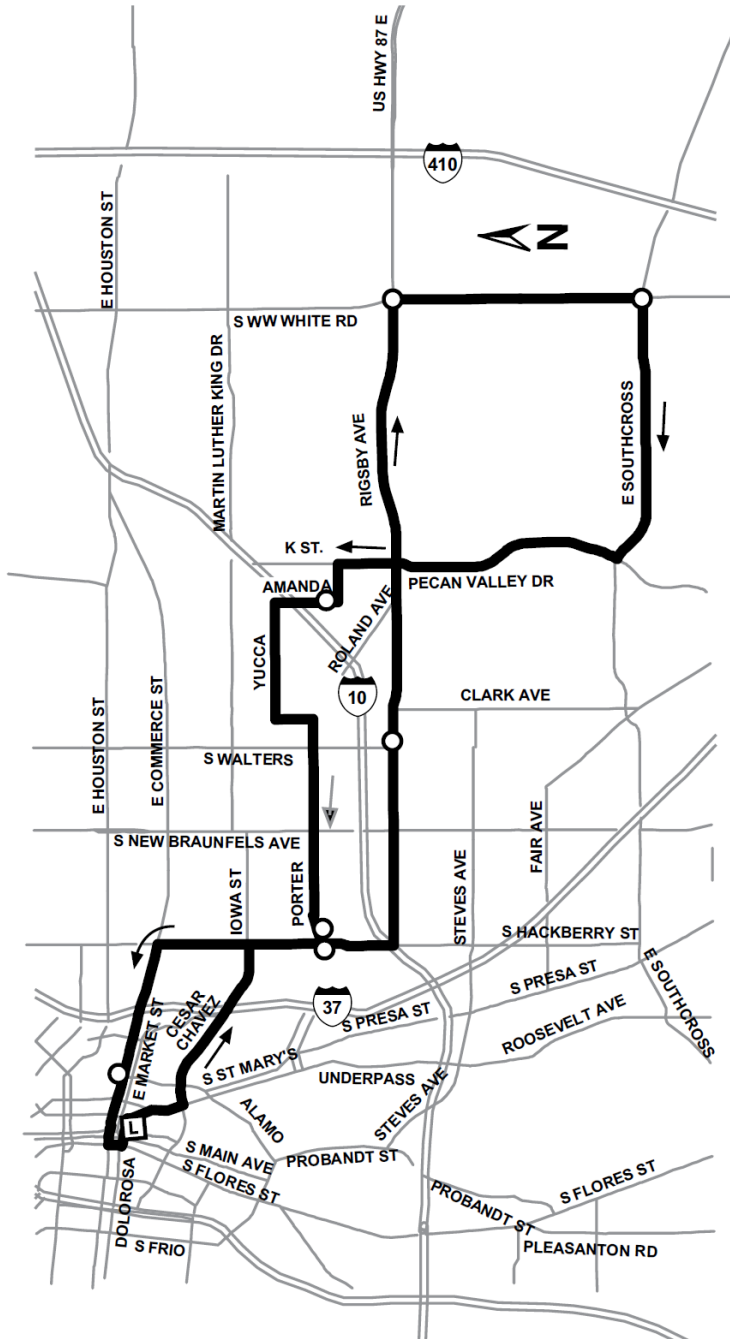 US HWY 87 E
410
E HOUSTON ST
N
S WW WHITE RD
MARTIN LUTHER KING DR
RIGSBY AVE
E SOUTHCROSS
K ST.
AMANDA
PECAN VALLEY DR
ROLAND AVE
YUCCA
10
CLARK AVE
E HOUSTON ST
E COMMERCE ST
S WALTERS
S NEW BRAUNFELS AVE
FAIR AVE
STEVES AVE
IOWA ST
PORTER
S HACKBERRY ST
E SOUTHCROSS
S PRESA ST
37
CESAR
CHAVEZ
E MARKET ST
S PRESA ST
ROOSEVELT AVE
S ST MARY'S
UNDERPASS
STEVES AVE
L
ALAMO
S MAIN AVE
PROBANDT ST
S FLORES ST
DOLOROSA
S FRIO
PROBANDT ST
S FLORES ST
PLEASANTON RD